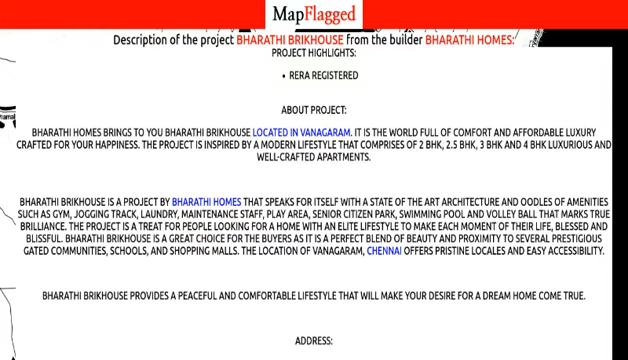 MapFlagged
Description of the project BHARATHI BRIKHOUSE from the builder BHARATHI HOMES:
PROJECT HIGHLIGHTS:
• RERA REGISTERED
ABOUT PROJECT:
BHARATHI HOMES BRINGS TO YOU BHARATHI BRIKHOUSE LOCATED IN VANAGARAM. IT IS THE WORLD FULL OF COMFORT AND AFFORDABLE LUXURY
CRAFTED FOR YOUR HAPPINESS. THE PROJECT IS INSPIRED BY A MODERN LIFESTYLE THAT COMPRISES OF 2 BHK, 2.5 BHK, 3 BHK AND 4 BHK LUXURIOUS AND
WELL-CRAFTED APARTMENTS.
BHARATHI BRIKHOUSE IS A PROJECT BY BHARATHI HOMES THAT SPEAKS FOR ITSELF WITH A STATE OF THE ART ARCHITECTURE AND OODLES OF AMENITIES
SUCH AS GYM, JOGGING TRACK, LAUNDRY, MAINTENANCE STAFF, PLAY AREA, SENIOR CITIZEN PARK, SWIMMING POOL AND VOLLEY BALL THAT MARKS TRUE
BRILLIANCE. THE PROJECT IS A TREAT FOR PEOPLE LOOKING FOR A HOME WITH AN ELITE LIFESTYLE TO MAKE EACH MOMENT OF THEIR LIFE, BLESSED AND
BLISSFUL. BHARATHI BRIKHOUSE IS A GREAT CHOICE FOR THE BUYERS AS IT IS A PERFECT BLEND OF BEAUTY AND PROXIMITY TO SEVERAL PRESTIGIOUS
GATED COMMUNITIES, SCHOOLS, AND SHOPPING MALLS. THE LOCATION OF VANAGARAM, CHENNAI OFFERS PRISTINE LOCALES AND EASY ACCESSIBILITY.
BHARATHI BRIKHOUSE PROVIDES A PEACEFUL AND COMFORTABLE LIFESTYLE THAT WILL MAKE YOUR DESIRE FOR A DREAM HOME COME TRUE.
ADDRESS: